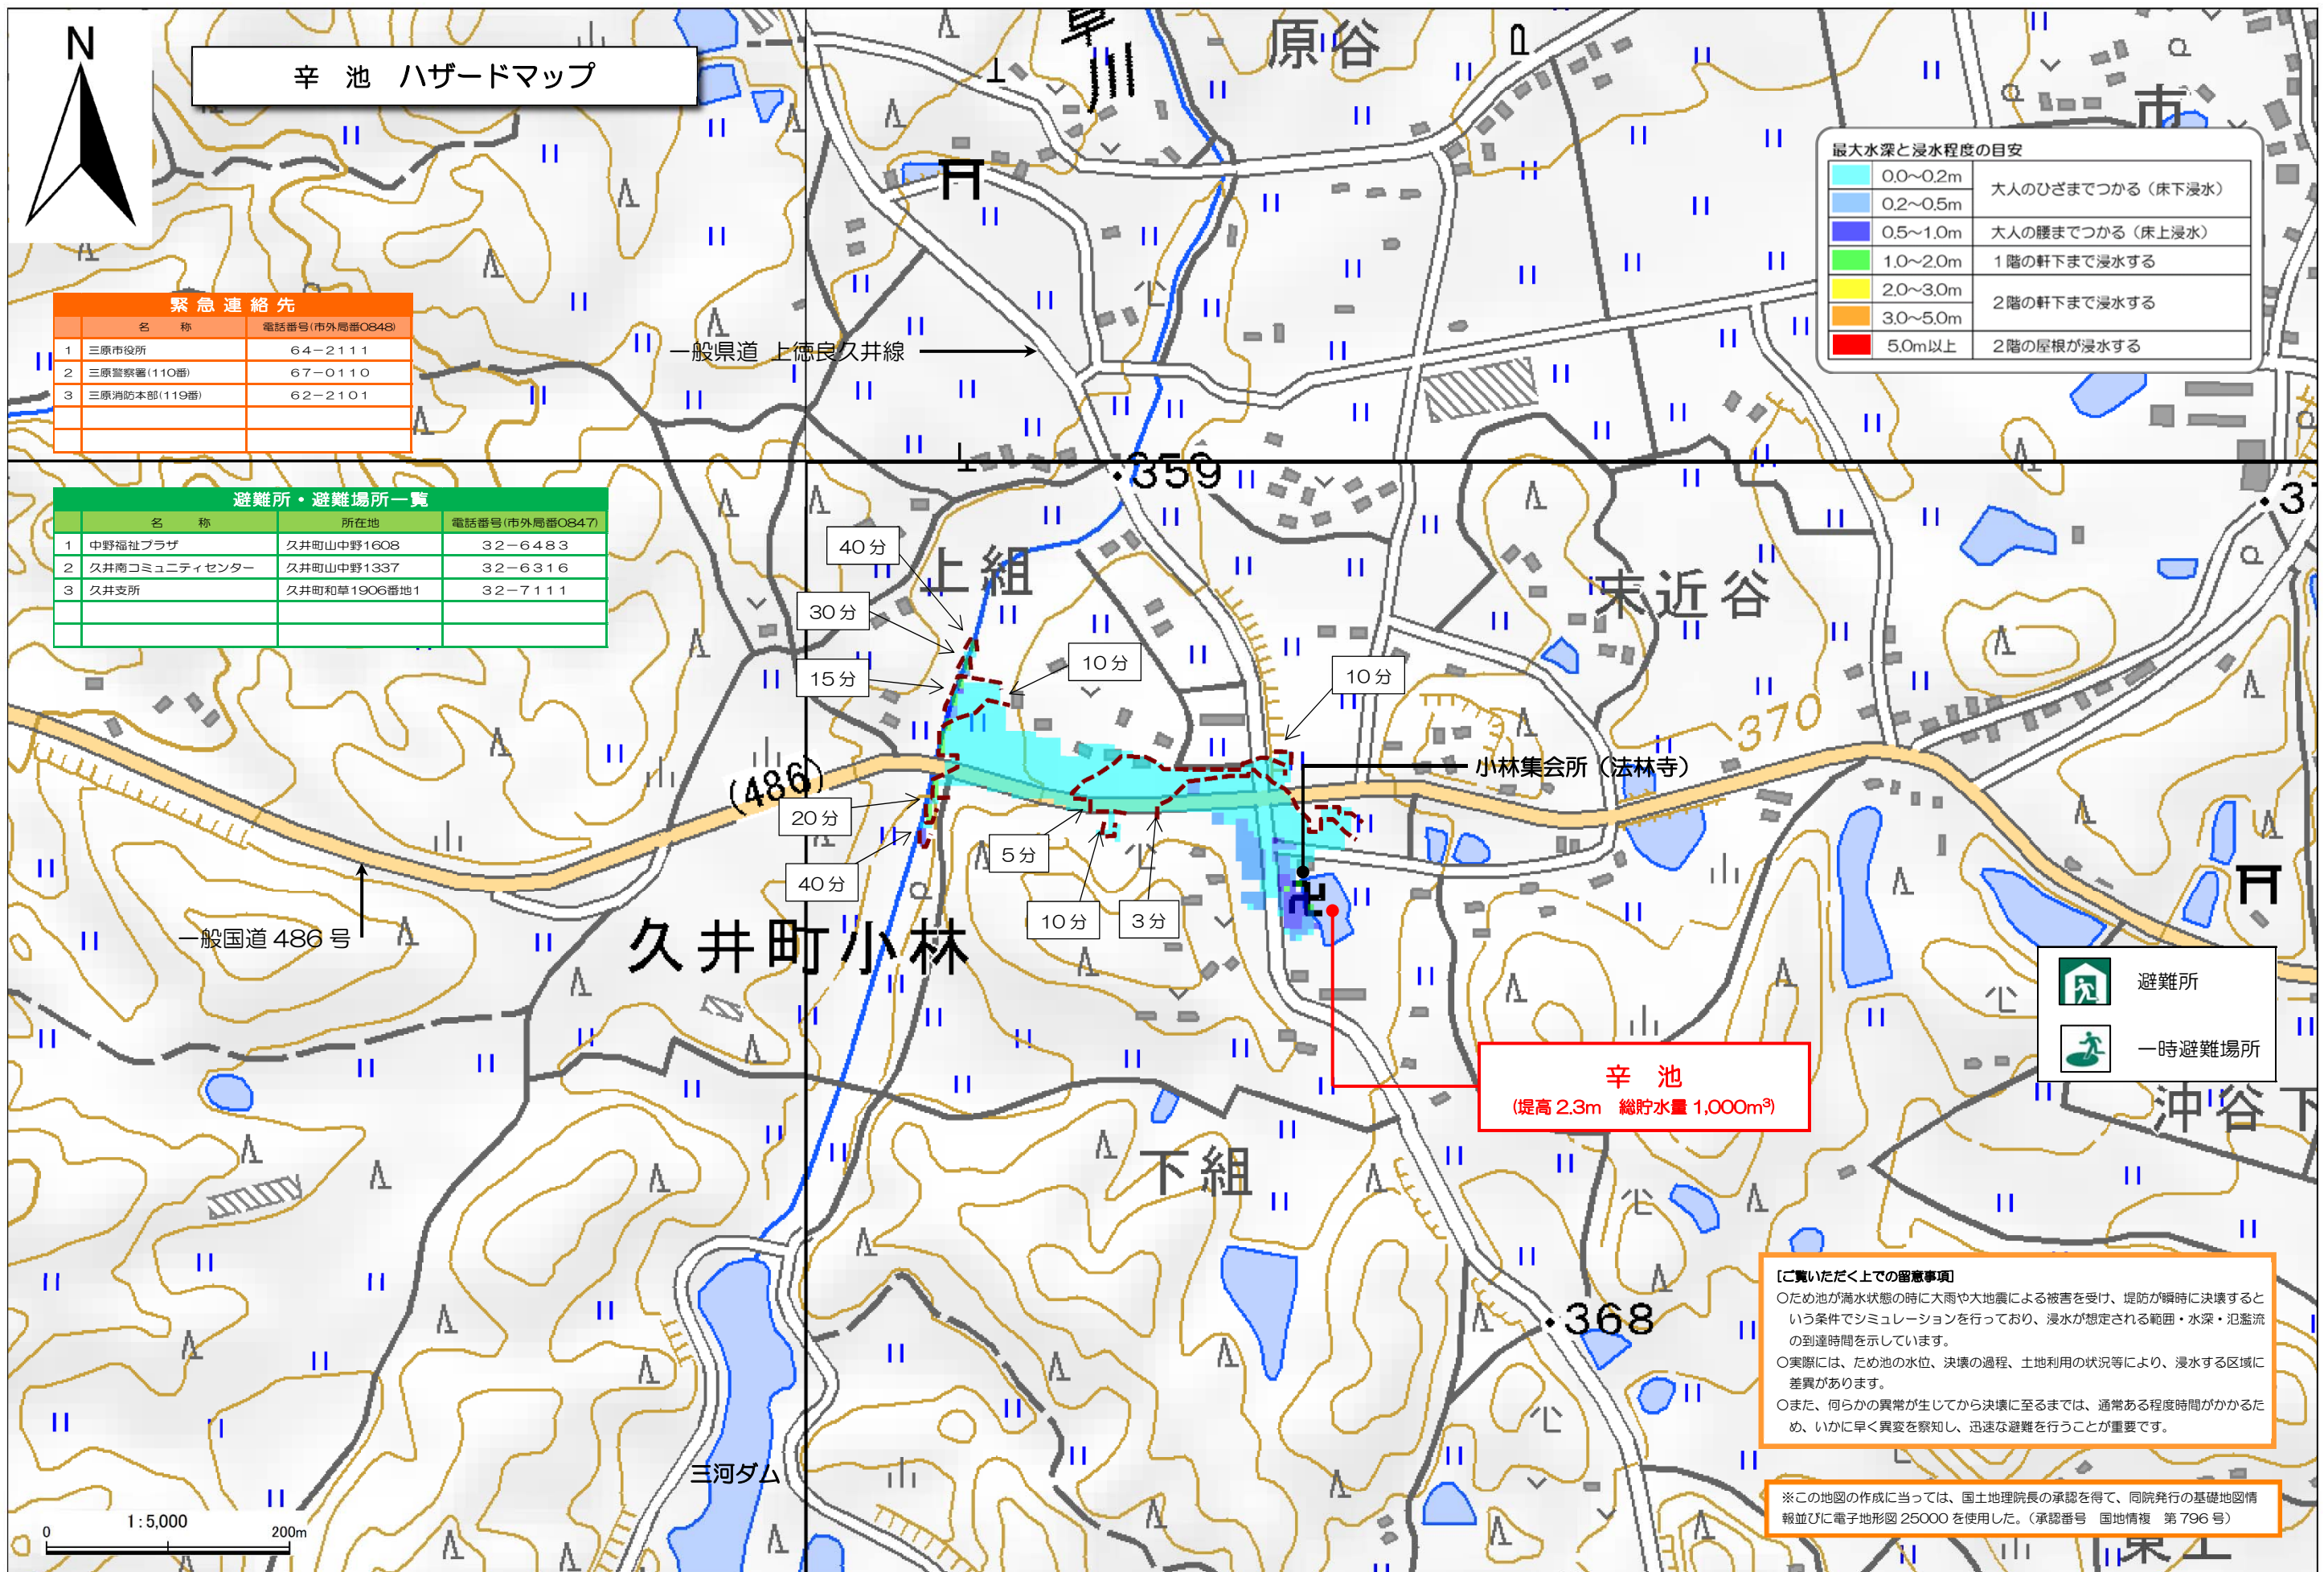 N
辛 池 ハザードマップ
草
原谷
市
最大水深と浸水程度の目安
0.0～0.2m
大人のひざまでつかる（床下浸水）
0.2～0.5m
0.5～1.0m 大人の腰までつかる（床上浸水）
1.0～2.0m 1階の軒下まで浸水する
2.0～3.0m
2階の軒下まで浸水する
3.0～5.0m
5.0m以上 2階の屋根が浸水する
緊急連絡先
名 称 電話番号(市外局番0848)
1 三原市役所 64-2111
2 三原警察署(110番) 67-0110
3 三原消防本部(119番) 62-2101
一般県道 上徳良久井線
・359
避難所・避難場所一覧
名 称 所在地 電話番号(市外局番0847)
1 中野福祉プラザ 久井町山中野1608 32-6483
2 久井南コミュニティセンター 久井町山中野1337 32-6316
3 久井支所 久井町和草1906番地1 32-7111
40分
上組
末近谷
30分
15分
10分
10分
370
小林集会所（法林寺）
(486)
20分
5分
40分
10分
3分
一般国道486号
久井町小林
避難所
一時避難場所
辛 池
(堤高 2.3m 総貯水量 1,000m³)
沖谷下
下組
・368
[ご覧いただく上での留意事項]
○ため池が満水状態の時に大雨や大地震による被害を受け、堤防が瞬時に決壊すると
いう条件でシミュレーションを行っており、浸水が想定される範囲・水深・氾濫流
の到達時間を示しています。
○実際には、ため池の水位、決壊の過程、土地利用の状況等により、浸水する区域に
差異があります。
○また、何らかの異常が生じてから決壊に至るまでは、通常ある程度時間がかかるた
め、いかに早く異変を察知し、迅速な避難を行うことが重要です。
三河ダム
※この地図の作成に当っては、国土地理院長の承認を得て、同院発行の基礎地図情
報並びに電子地形図 25000 を使用した。（承認番号 国地情複 第 796 号）
1:5,000
0 200m